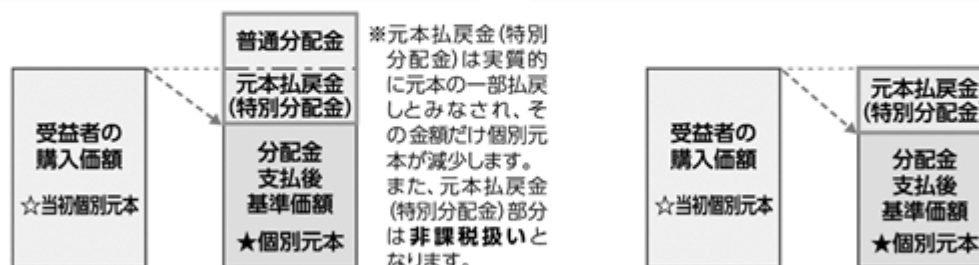 受益者の
購入価額
☆当初個別元本
普通分配金
元本払戻金
(特別分配金)
分配金
支払後
基準価額
★個別元本
※元本払戻金(特別
分配金)は実質的
に元本の一部払戻
しとみなされ、そ
の金額だけ個別元
本が減少します。
また、元本払戻金
(特別分配金)部分
は非課税扱いと
なります。
受益者の
購入価額
☆当初個別元本
元本払戻金
(特別分配金
分配金
支払後
基準価額
★個別元本